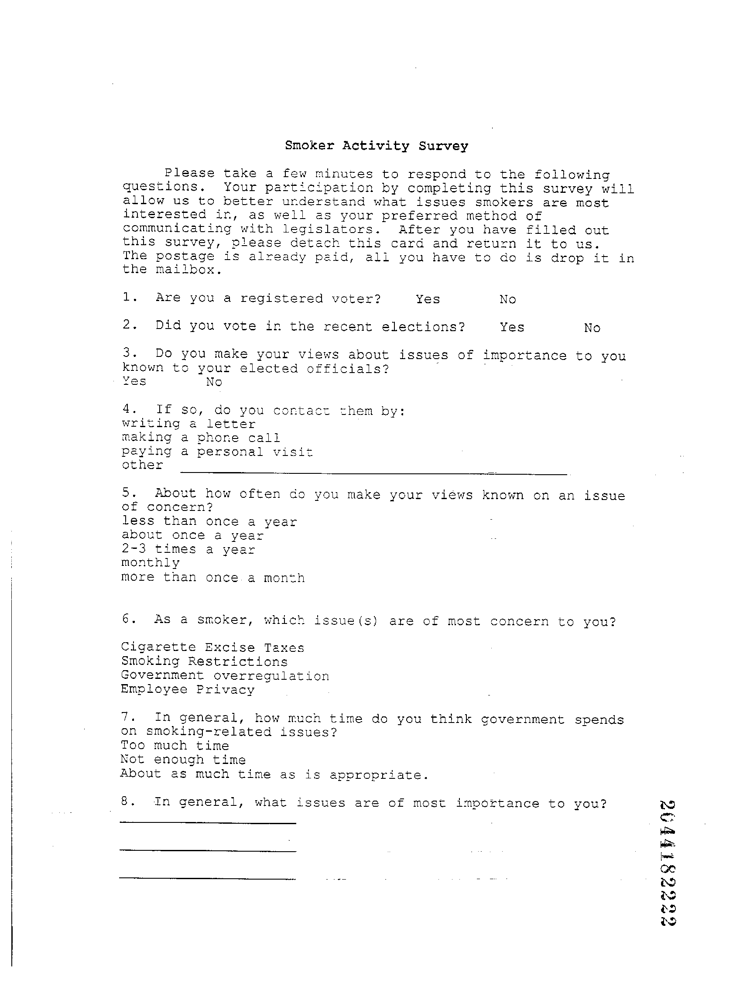 Smoker Activity Survey
Please take a few minutes to respond to the following
questions. Your participation by completing this survey will
allow us to better understand what issues smokers are most
interested in, as well as your preferred method of
communicating with legislators. After you have filled out
this survey, please detach this card and return it to us.
The postage is already paid, all you have to do is drop it in
the mailbox.
1. Are you a registered voter? Yes No
2. Did you vote in the recent elections? Yes No
3. Do you make your views about issues of importance to you
known to your elected officials?
Yes No
4. If so, do you contact them by:
writing a letter
making a phone call
paying a personal visit
other
5. About how often do you make your views known on an issue
of concern?
less than once a year
about once a year
2-3 times a year
monthly
more than once a month
6. As a smoker, which issue(s) are of most concern to you?
Cigarette Excise Taxes
Smoking Restrictions
Government overregulation
Employee Privacy
7. In general, how much time do you think government spends
on smoking-related issues?
Too much time
Not enough time
About as much time as is appropriate.
8. In general, what issues are of most importance to you?
2044182222